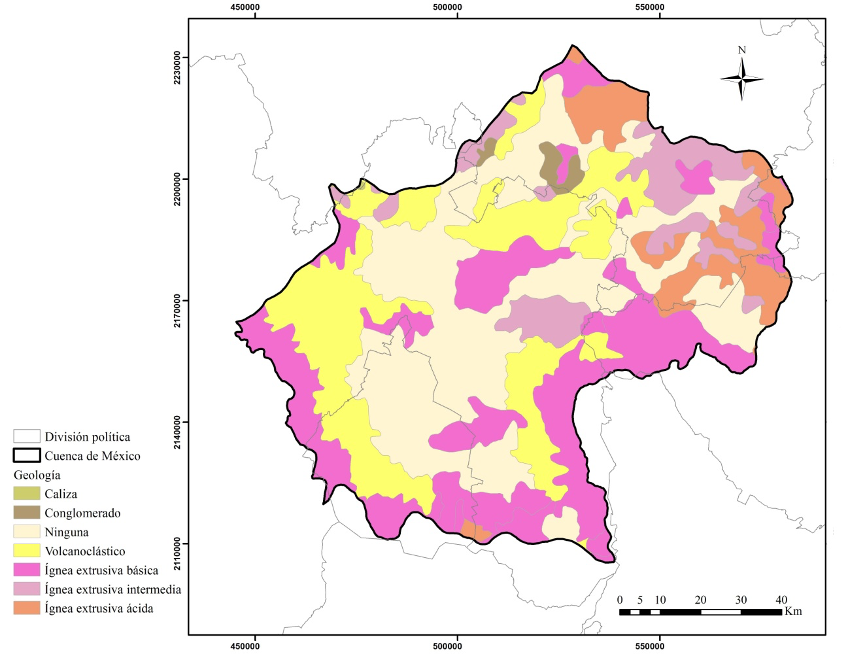 450000 500000 550000
N
2230000
2200000
2170000
2140000
2110000
División política
Cuenca de México
Geología
Caliza
Conglomerado
Ninguna
Volcanoclástico
Ígnea extrusiva básica
Ígnea extrusiva intermedia
Ígnea extrusiva ácida
0 5 10 20 30 40
Km
450000 500000 550000